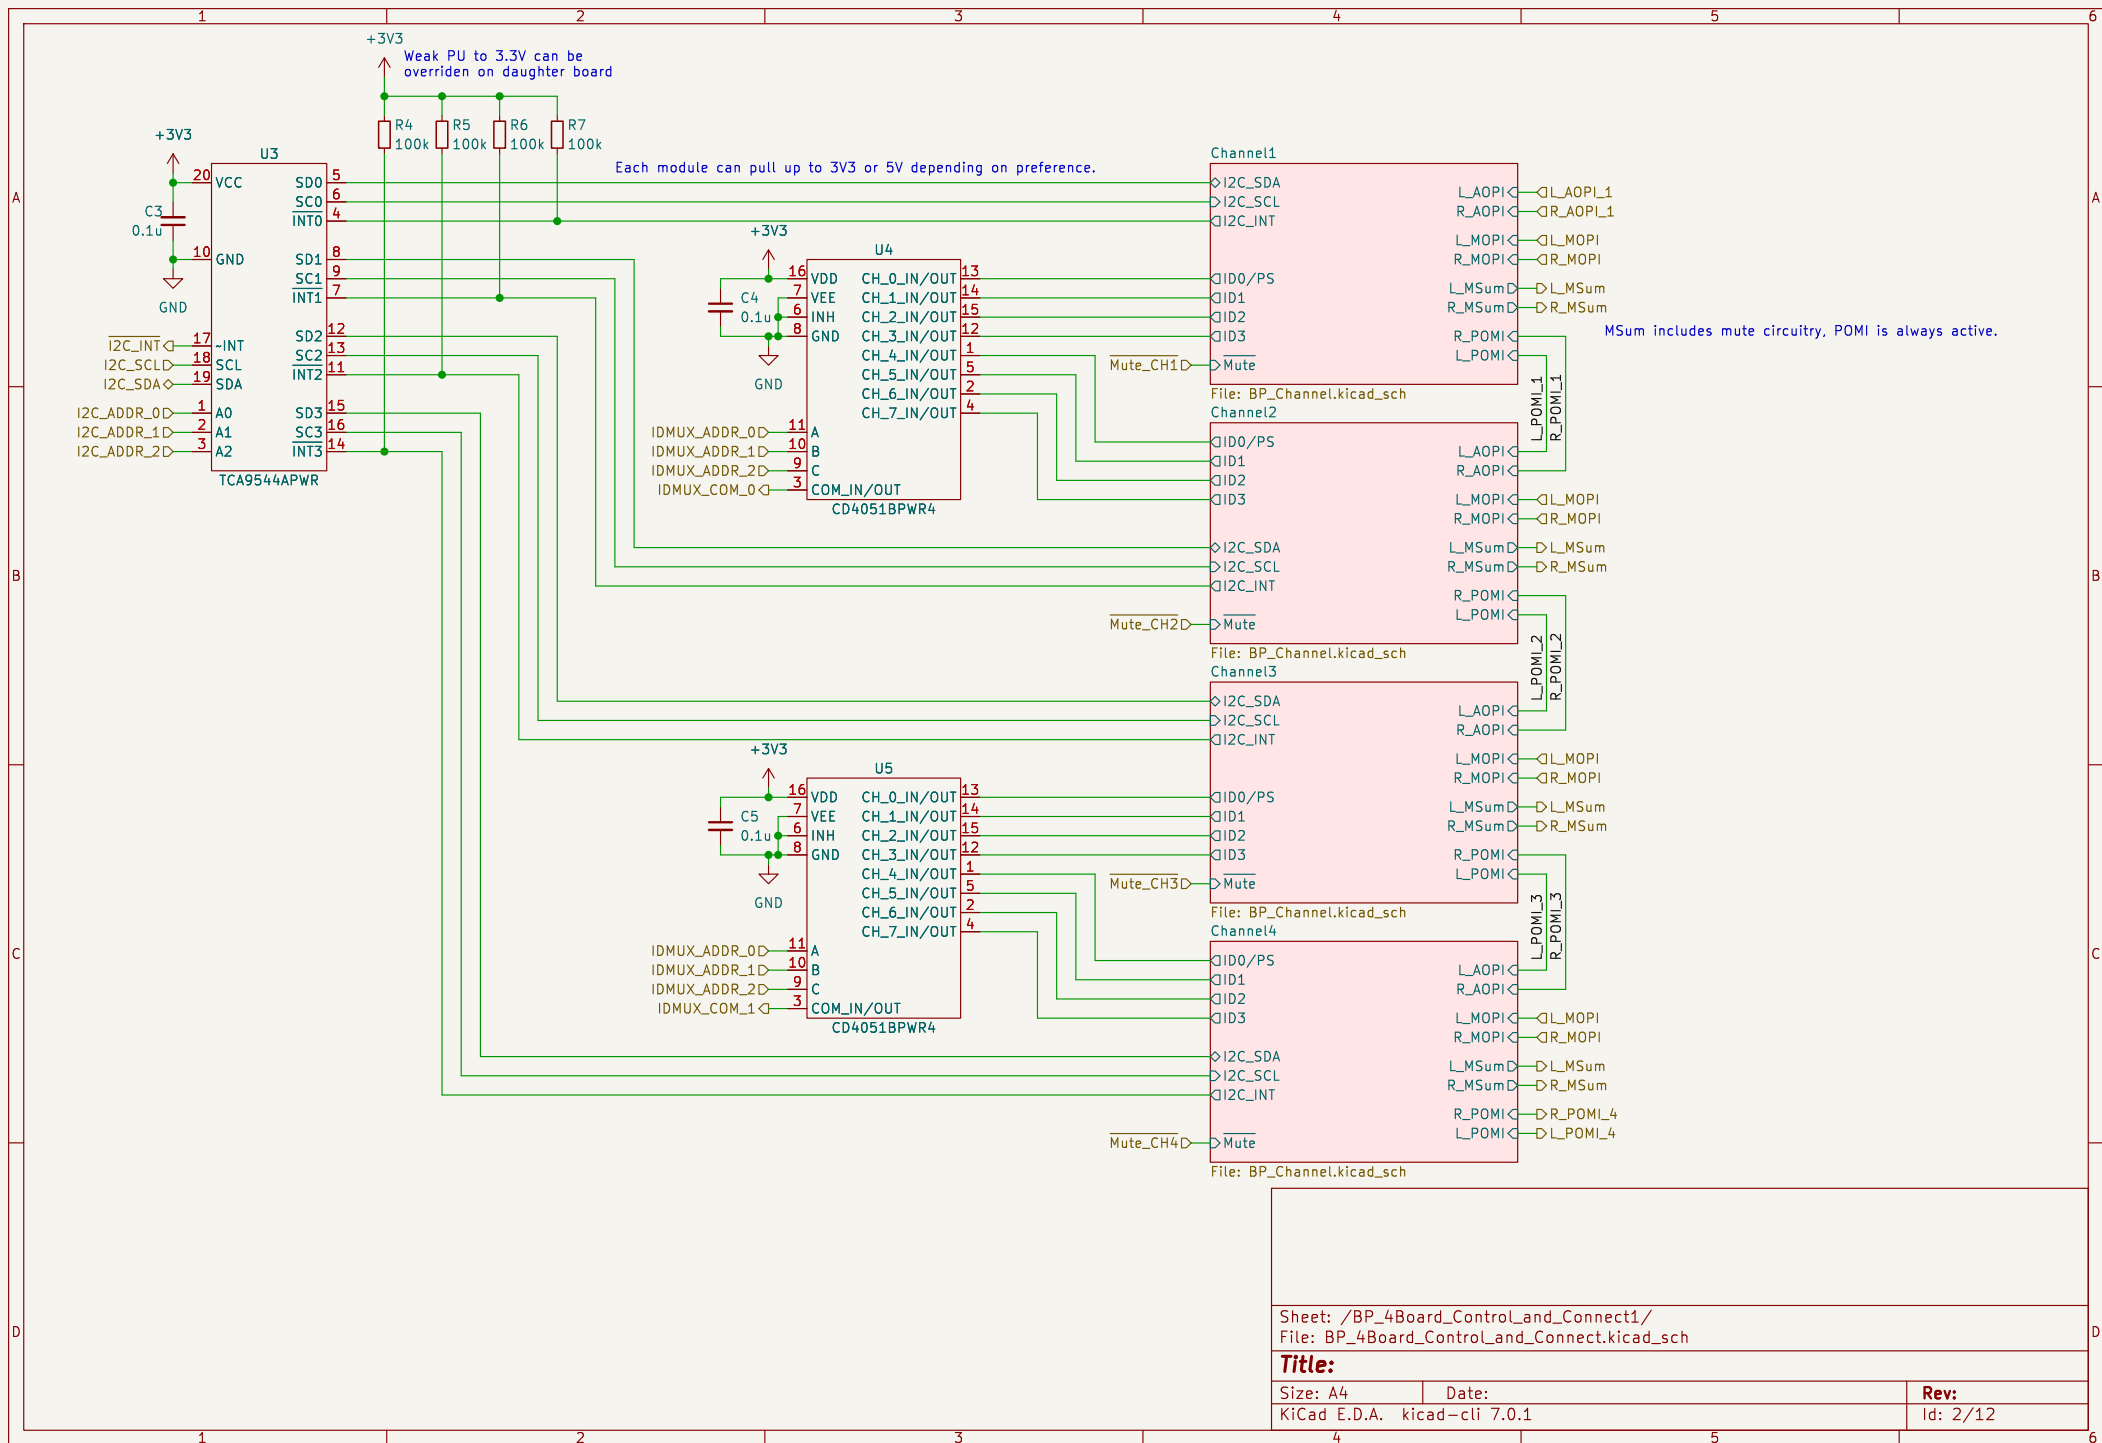 1
2
3
4
5
6
A
B
C
D
+3V3
Weak PU to 3.3V can be
overriden on daughter board
R4
100k
R5
100k
R6
100k
R7
100k
+3V3
C3
0.1u
GND
U3
20 VCC
10 GND
17 ~INT
18 SCL
19 SDA
1 A0
2 A1
3 A2
SD0 5
SC0 6
INT0 4
SD1 8
SC1 9
INT1 7
SD2 12
SC2 13
INT2 11
SD3 15
SC3 16
INT3 14
TCA9544APWR
I2C_INT
I2C_SCL
I2C_SDA
I2C_ADDR_0
I2C_ADDR_1
I2C_ADDR_2
Each module can pull up to 3V3 or 5V depending on preference.
+3V3
C4
0.1u
GND
U4
16 VDD
7 VEE
6 INH
8 GND
11 A
10 B
9 C
3 COM_IN/OUT
CH_0_IN/OUT 13
CH_1_IN/OUT 14
CH_2_IN/OUT 15
CH_3_IN/OUT 12
CH_4_IN/OUT 1
CH_5_IN/OUT 5
CH_6_IN/OUT 2
CH_7_IN/OUT 4
CD4051BPWR4
IDMUX_ADDR_0
IDMUX_ADDR_1
IDMUX_ADDR_2
IDMUX_COM_0
+3V3
C5
0.1u
GND
U5
16 VDD
7 VEE
6 INH
8 GND
11 A
10 B
9 C
3 COM_IN/OUT
CH_0_IN/OUT 13
CH_1_IN/OUT 14
CH_2_IN/OUT 15
CH_3_IN/OUT 12
CH_4_IN/OUT 1
CH_5_IN/OUT 5
CH_6_IN/OUT 2
CH_7_IN/OUT 4
CD4051BPWR4
IDMUX_ADDR_0
IDMUX_ADDR_1
IDMUX_ADDR_2
IDMUX_COM_1
Channel1
I2C_SDA
I2C_SCL
I2C_INT
ID0/PS
ID1
ID2
ID3
Mute_CH1 Mute
L_AOPI L_AOPI_1
R_AOPI R_AOPI_1
L_MOPI L_MOPI
R_MOPI R_MOPI
L_MSum L_MSum
R_MSum R_MSum
R_POMI
L_POMI
File: BP_Channel.kicad_sch
MSum includes mute circuitry, POMI is always active.
L_POMI_1
R_POMI_1
Channel2
ID0/PS
ID1
ID2
ID3
I2C_SDA
I2C_SCL
I2C_INT
Mute_CH2 Mute
L_AOPI
R_AOPI
L_MOPI L_MOPI
R_MOPI R_MOPI
L_MSum L_MSum
R_MSum R_MSum
R_POMI
L_POMI
File: BP_Channel.kicad_sch
L_POMI_2
R_POMI_2
Channel3
I2C_SDA
I2C_SCL
I2C_INT
ID0/PS
ID1
ID2
ID3
Mute_CH3 Mute
L_AOPI
R_AOPI
L_MOPI L_MOPI
R_MOPI R_MOPI
L_MSum L_MSum
R_MSum R_MSum
R_POMI
L_POMI
File: BP_Channel.kicad_sch
L_POMI_3
R_POMI_3
Channel4
ID0/PS
ID1
ID2
ID3
I2C_SDA
I2C_SCL
I2C_INT
Mute_CH4 Mute
L_AOPI
R_AOPI
L_MOPI L_MOPI
R_MOPI R_MOPI
L_MSum L_MSum
R_MSum R_MSum
R_POMI R_POMI_4
L_POMI L_POMI_4
File: BP_Channel.kicad_sch
Sheet: /BP_4Board_Control_and_Connect1/
File: BP_4Board_Control_and_Connect.kicad_sch
Title:
Size: A4 Date: Rev:
KiCad E.D.A. kicad-cli 7.0.1 Id: 2/12
A
B
C
D
1
2
3
4
5
6